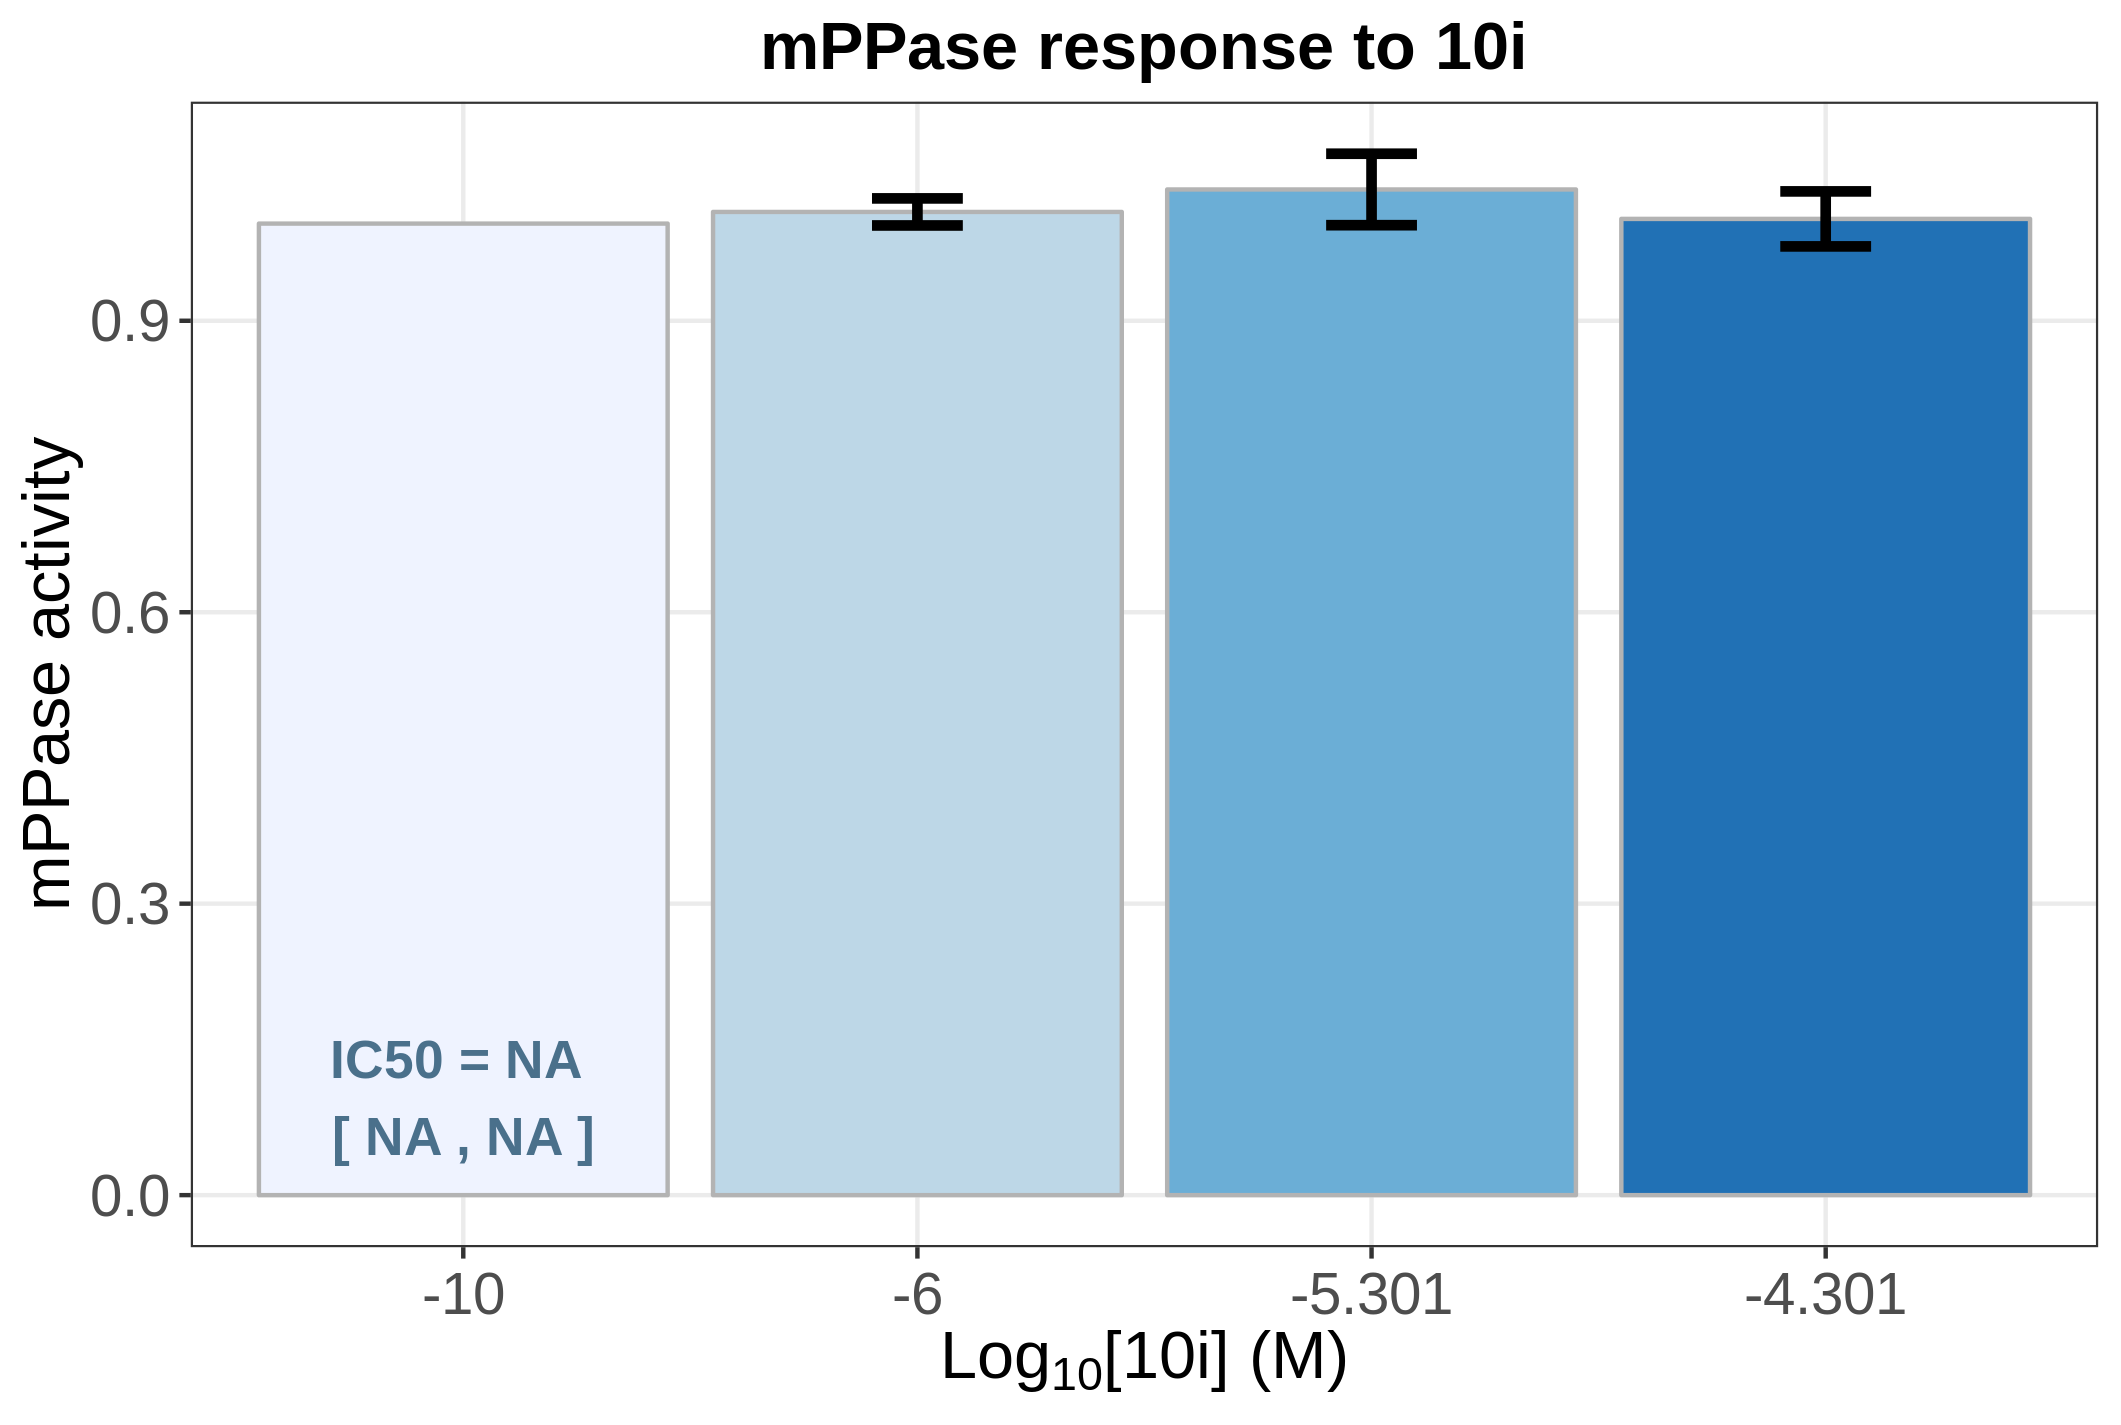 mPPase response to 10i
mPPase activity
0.9
0.6
0.3
0.0
IC50 = NA
[ NA , NA ]
-10 -6 -5.301 -4.301
Log₁₀[10i] (M)